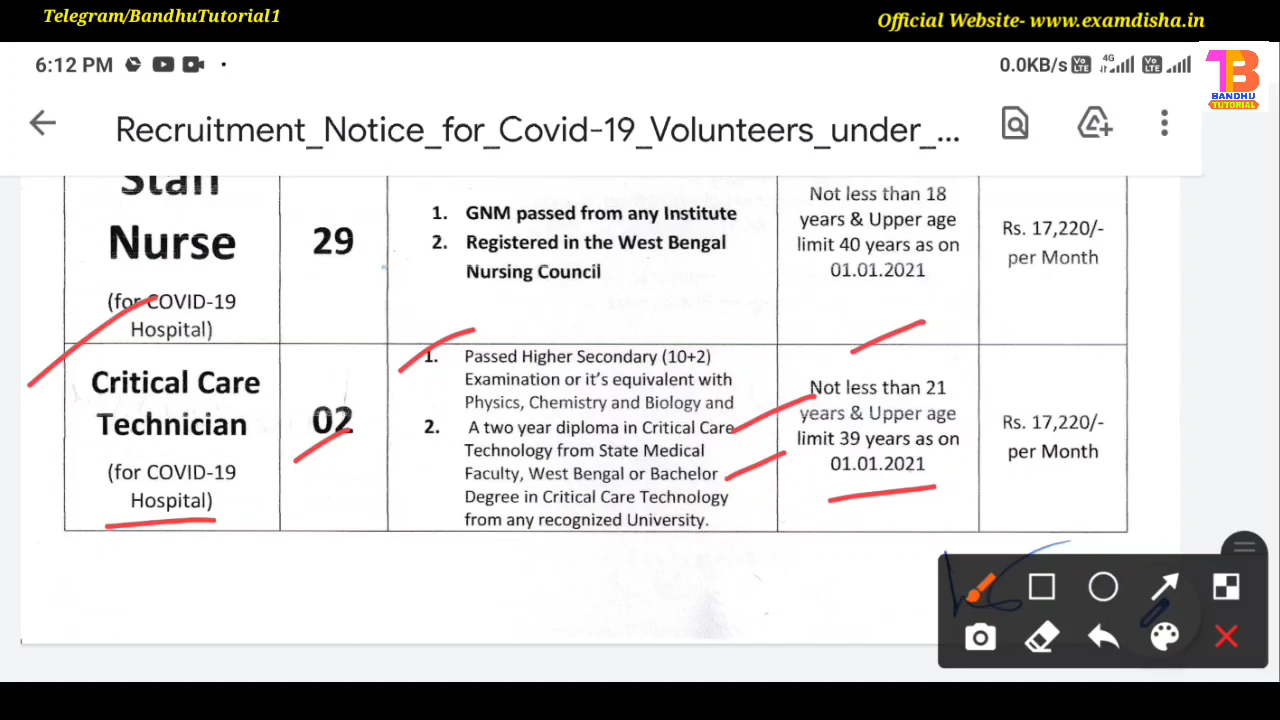 Telegram/BandhuTutorial1
Official Website- www.examdisha.in
6:12 PM
0.0KB/s VoLTE 4G VoLTE
BANDHU
TUTORIAL
Recruitment_Notice_for_Covid-19_Volunteers_under_...
Staff
Nurse
(for COVID-19
Hospital)
29
1. GNM passed from any Institute
2. Registered in the West Bengal
Nursing Council
Not less than 18
years & Upper age
limit 40 years as on
01.01.2021
Rs. 17,220/-
per Month
Critical Care
Technician
(for COVID-19
Hospital)
02
1. Passed Higher Secondary (10+2)
Examination or it's equivalent with
Physics, Chemistry and Biology and
2. A two year diploma in Critical Care
Technology from State Medical
Faculty, West Bengal or Bachelor
Degree in Critical Care Technology
from any recognized University.
Not less than 21
years & Upper age
limit 39 years as on
01.01.2021
Rs. 17,220/-
per Month